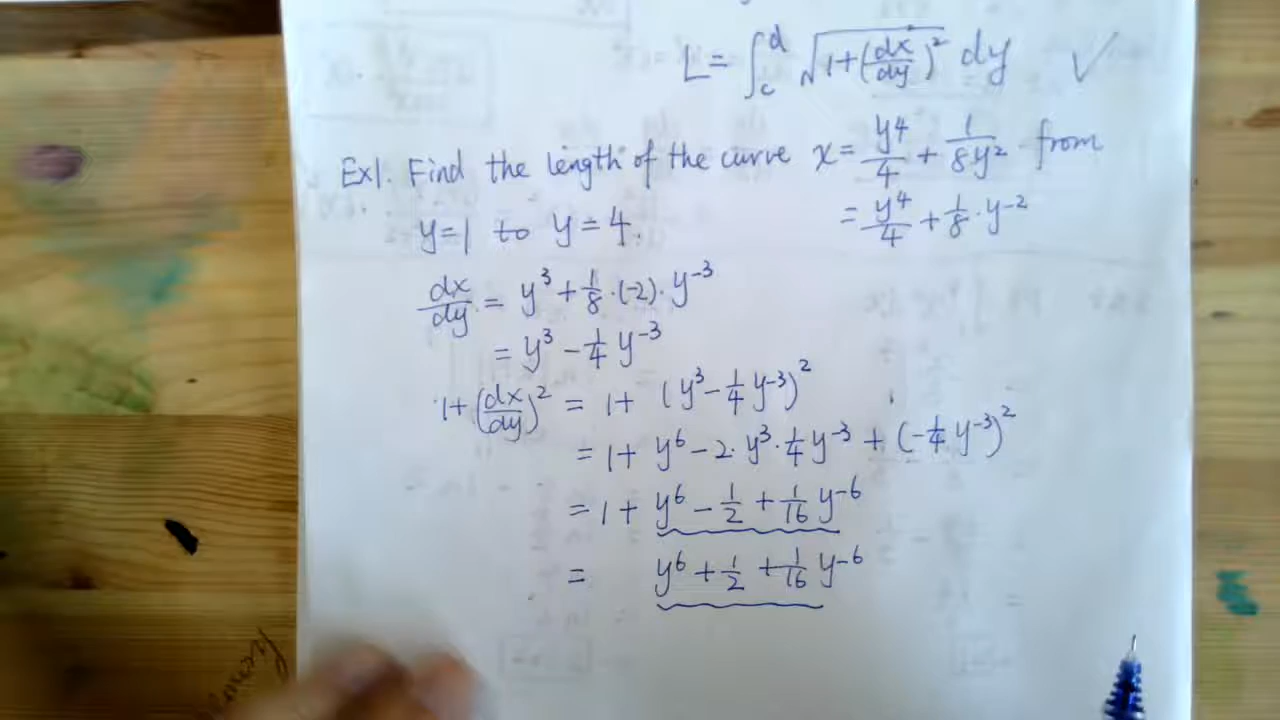 L = ∫_c^d √(1+(dx/dy)²) dy ✓
Ex1. Find the length of the curve x = y⁴/4 + 1/(8y²) from
y=1 to y=4. = y⁴/4 + 1/8 · y⁻²
dx/dy = y³ + 1/8 · (-2) · y⁻³
= y³ - 1/4 y⁻³
1+(dx/dy)² = 1+ (y³ - 1/4 y⁻³)²
= 1+ y⁶ - 2 · y³ · 1/4 y⁻³ + (-1/4 y⁻³)²
= 1 + y⁶ - 1/2 + 1/16 y⁻⁶
= y⁶ + 1/2 + 1/16 y⁻⁶